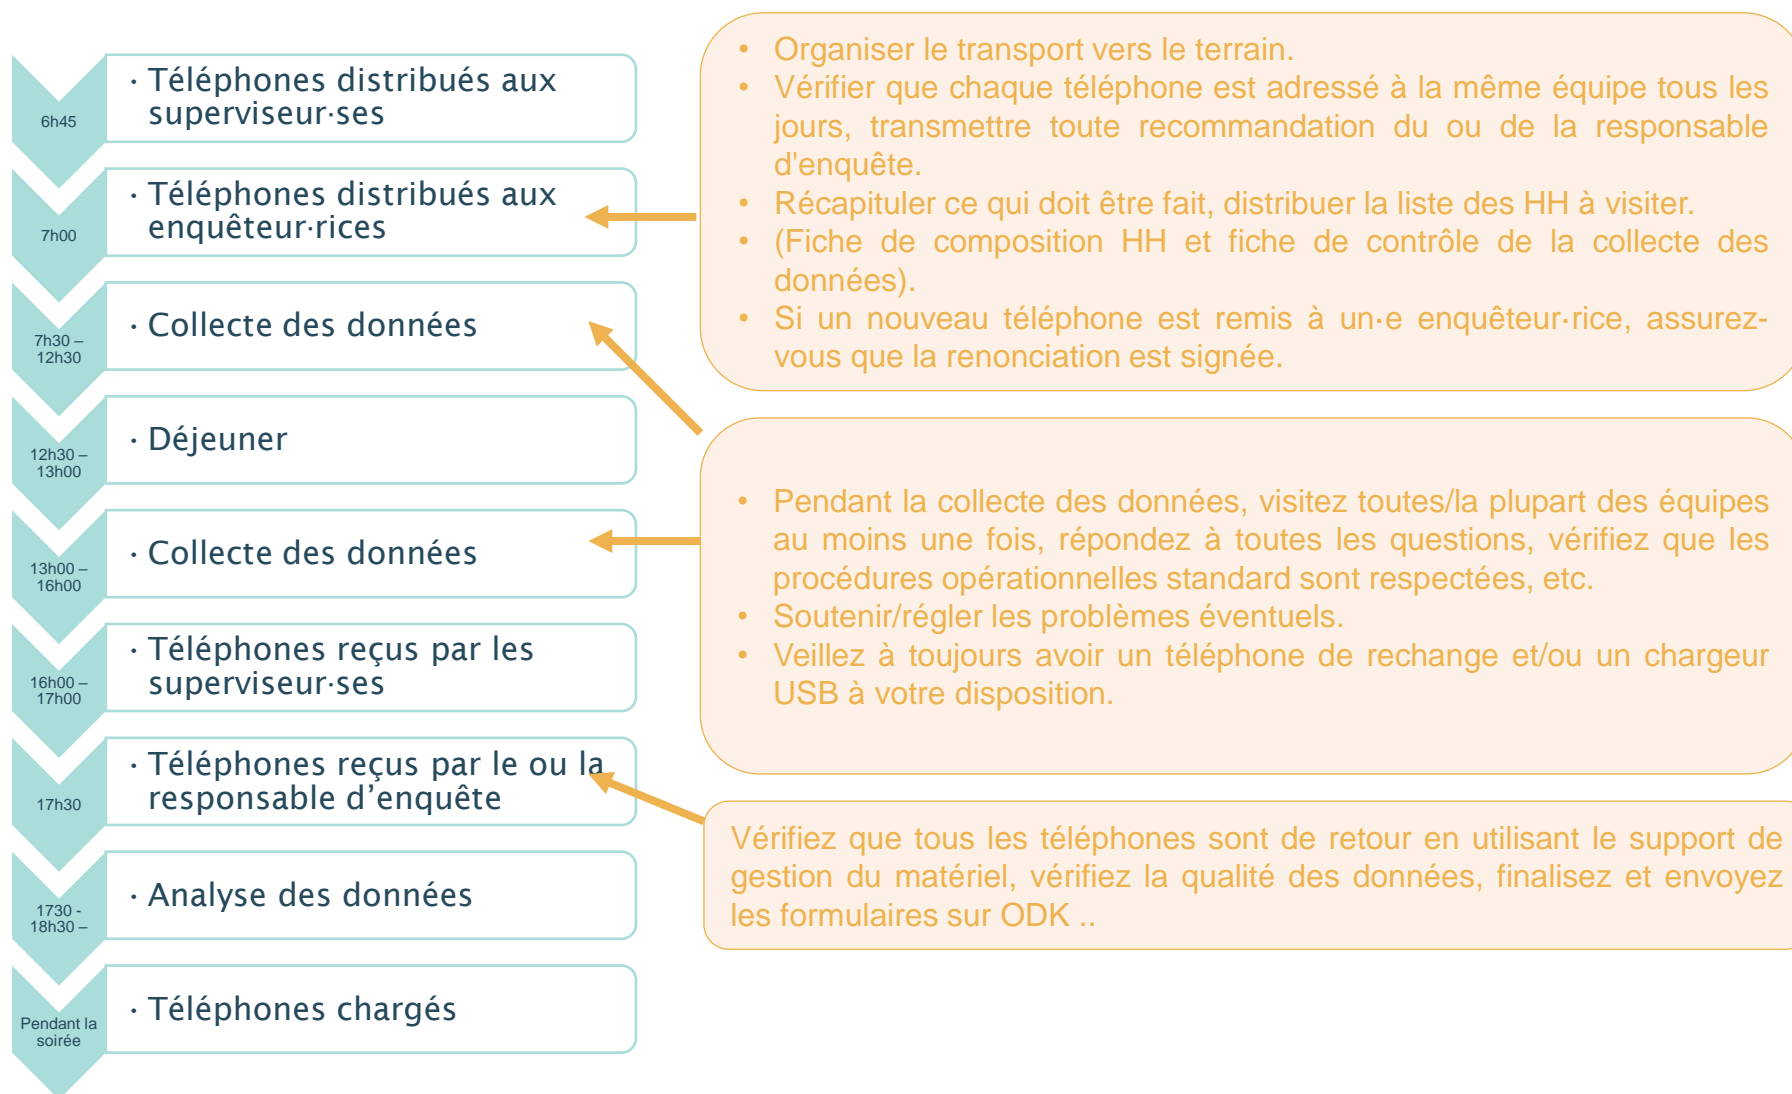 6h45
· Téléphones distribués aux
superviseur·ses
7h00
· Téléphones distribués aux
enquêteur·rices
7h30 –
12h30
· Collecte des données
12h30 –
13h00
· Déjeuner
13h00 –
16h00
· Collecte des données
16h00 –
17h00
· Téléphones reçus par les
superviseur·ses
17h30
· Téléphones reçus par le ou la
responsable d’enquête
1730 -
18h30 –
· Analyse des données
Pendant la
soirée
· Téléphones chargés
• Organiser le transport vers le terrain.
• Vérifier que chaque téléphone est adressé à la même équipe tous les
jours, transmettre toute recommandation du ou de la responsable
d'enquête.
• Récapituler ce qui doit être fait, distribuer la liste des HH à visiter.
• (Fiche de composition HH et fiche de contrôle de la collecte des
données).
• Si un nouveau téléphone est remis à un·e enquêteur·rice, assurez-
vous que la renonciation est signée.
• Pendant la collecte des données, visitez toutes/la plupart des équipes
au moins une fois, répondez à toutes les questions, vérifiez que les
procédures opérationnelles standard sont respectées, etc.
• Soutenir/régler les problèmes éventuels.
• Veillez à toujours avoir un téléphone de rechange et/ou un chargeur
USB à votre disposition.
Vérifiez que tous les téléphones sont de retour en utilisant le support de
gestion du matériel, vérifiez la qualité des données, finalisez et envoyez
les formulaires sur ODK ..